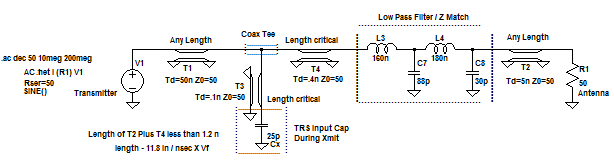 Low Pass Filter / Z Match
Any Length
Coax Tee
Length critical
L3
L4
Any Length
160n
180n
.ac dec 50 10meg 200meg
AC .net I (R1) V1
Rser=50
SINE()
V1
Transmitter
T1
Td=50n Z0=50
T4
Td=.4n Z0=50
C7
88p
C8
30p
T2
Td=5n Z0=50
R1
50
Antenna
T3
Td=.1n Z0=50
Length critical
Length of T2 Plus T4 less than 1.2 n
length - 11.8 in / nsec X Vf
25p
Cx
TRS Input Cap
During Xmit